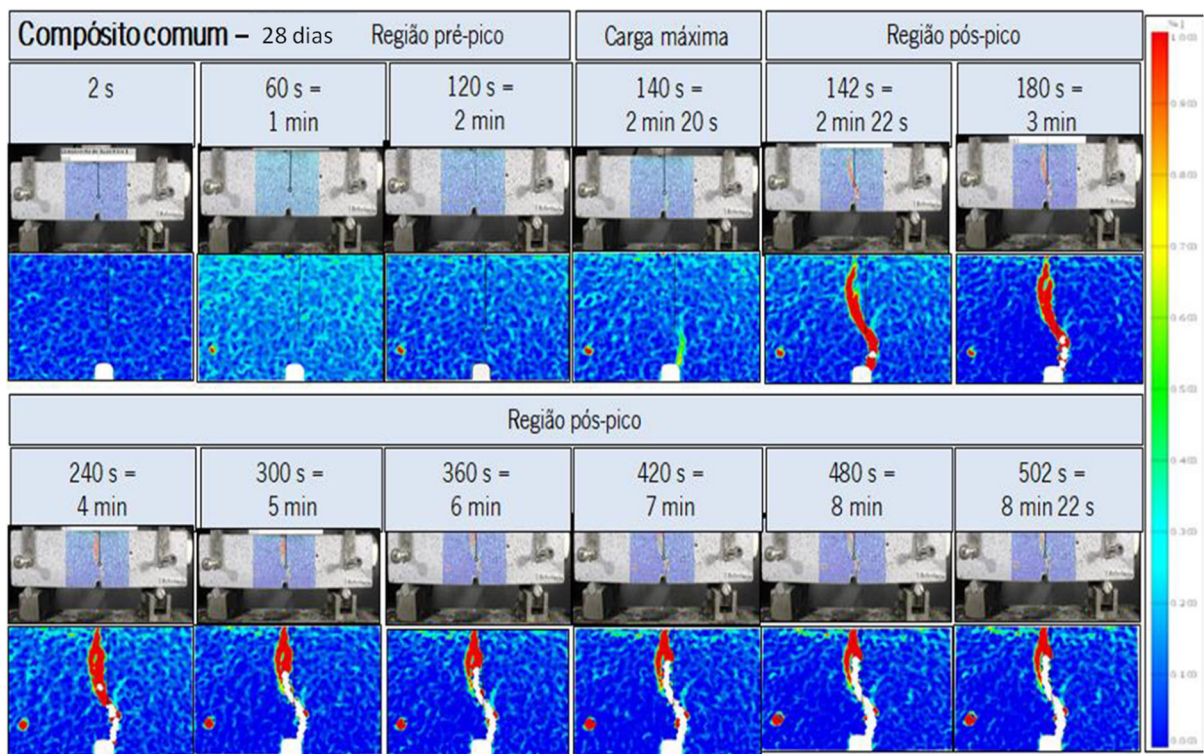 Compósito comum – 28 dias Região pré-pico
Carga máxima
Região pós-pico
2 s
60 s =
1 min
120 s =
2 min
140 s =
2 min 20 s
142 s =
2 min 22 s
180 s =
3 min
Região pós-pico
240 s =
4 min
300 s =
5 min
360 s =
6 min
420 s =
7 min
480 s =
8 min
502 s =
8 min 22 s